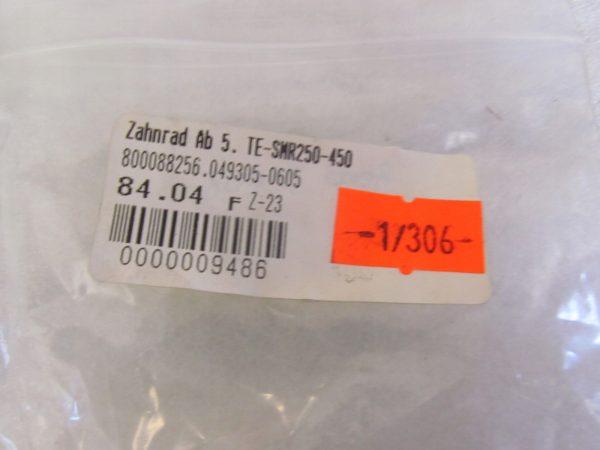 Zahnrad Ab 5. TE-SMR250-450
800088256.049305-0605
84.04 F Z-23
0000009486
-1/306-